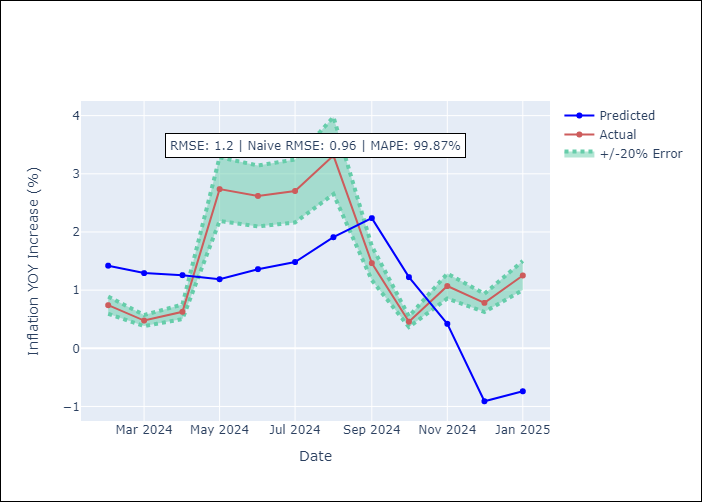 RMSE: 1.2 | Naive RMSE: 0.96 | MAPE: 99.87%
Predicted
Actual
+/-20% Error
Inflation YOY Increase (%)
4
3
2
1
0
−1
Mar 2024
May 2024
Jul 2024
Sep 2024
Nov 2024
Jan 2025
Date